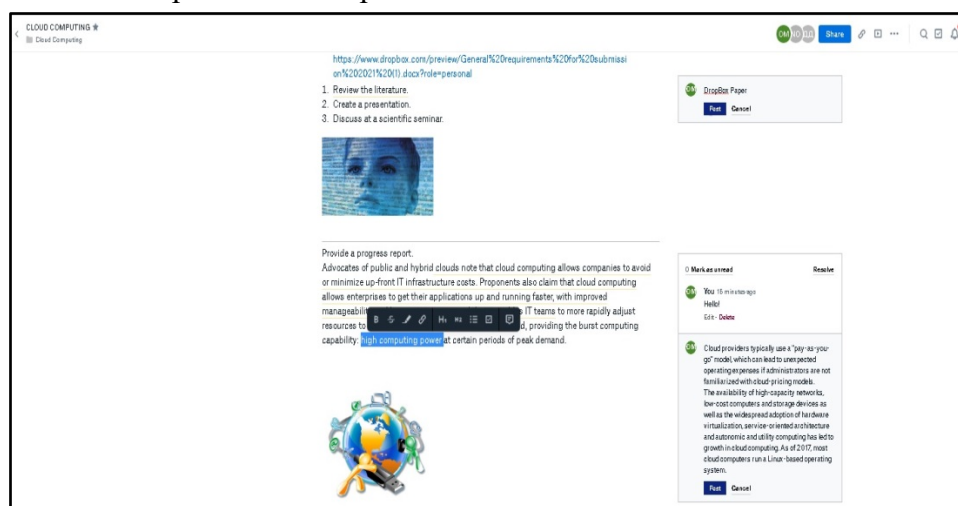 CLOUD COMPUTING ★
Cloud Computing
Share
https://www.dropbox.com/preview/General%20requirements%20for%20submissi
on%202021%20(1).docx?role=personal
1. Review the literature.
2. Create a presentation.
3. Discuss at a scientific seminar.
OM
DropBox Paper
Post Cancel
Provide a progress report.
Advocates of public and hybrid clouds note that cloud computing allows companies to avoid
or minimize up-front IT infrastructure costs. Proponents also claim that cloud computing
allows enterprises to get their applications up and running faster, with improved
IT teams to more rapidly adjust
resources to
providing the burst computing
capability: high computing power at certain periods of peak demand.
Mark as unread Resolve
OM
You 15 minutes ago
Hello!
Edit - Delete
OM
Cloud providers typically use a "pay-as-you-
go" model, which can lead to unexpected
operating expenses if administrators are not
familiarized with cloud-pricing models.
The availability of high-capacity networks,
low-cost computers and storage devices as
well as the widespread adoption of hardware
virtualization, service-oriented architecture
and autonomic and utility computing has led to
growth in cloud computing. As of 2017, most
cloud computers run a Linux-based operating
system.
Post Cancel